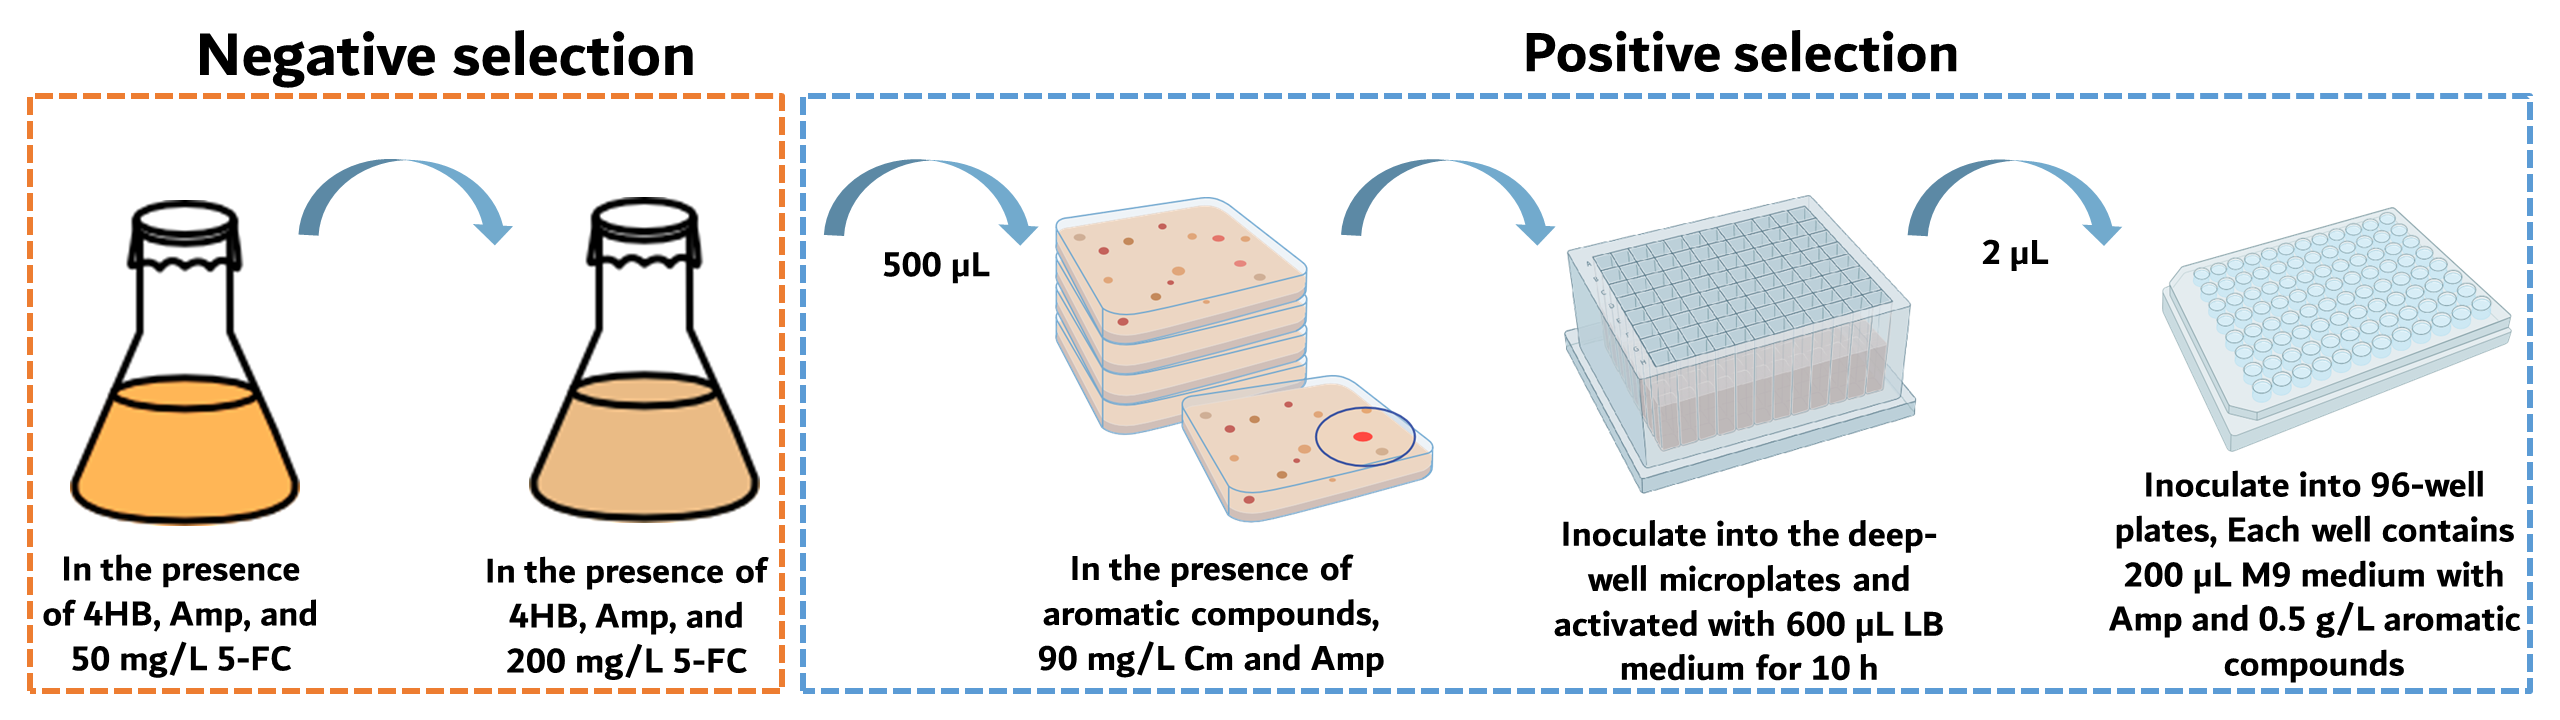 Negative selection
Positive selection
In the presence
of 4HB, Amp, and
50 mg/L 5-FC
In the presence of
4HB, Amp, and
200 mg/L 5-FC
500 µL
In the presence of
aromatic compounds,
90 mg/L Cm and Amp
Inoculate into the deep-
well microplates and
activated with 600 µL LB
medium for 10 h
2 µL
Inoculate into 96-well
plates, Each well contains
200 µL M9 medium with
Amp and 0.5 g/L aromatic
compounds